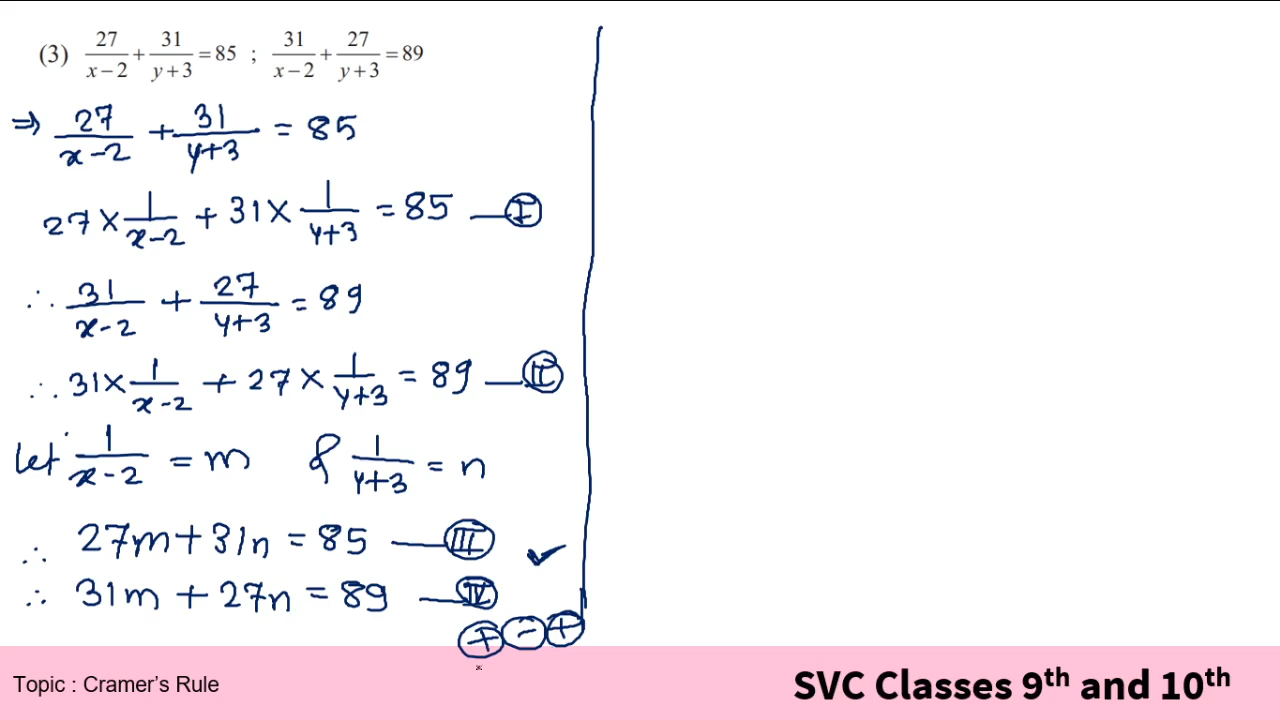 (3) 27/(x−2) + 31/(y+3) = 85 ; 31/(x−2) + 27/(y+3) = 89
⇒ 27/(x−2) + 31/(y+3) = 85
27 × 1/(x−2) + 31 × 1/(y+3) = 85 — Ⓘ
∴ 31/(x−2) + 27/(y+3) = 89
∴ 31 × 1/(x−2) + 27 × 1/(y+3) = 89 — (II)
let 1/(x−2) = m & 1/(y+3) = n
∴ 27m + 31n = 85 — (III) ✓
∴ 31m + 27n = 89 — (IV)
⊕ ⊖ ⊕
Topic : Cramer’s Rule
SVC Classes 9th and 10th